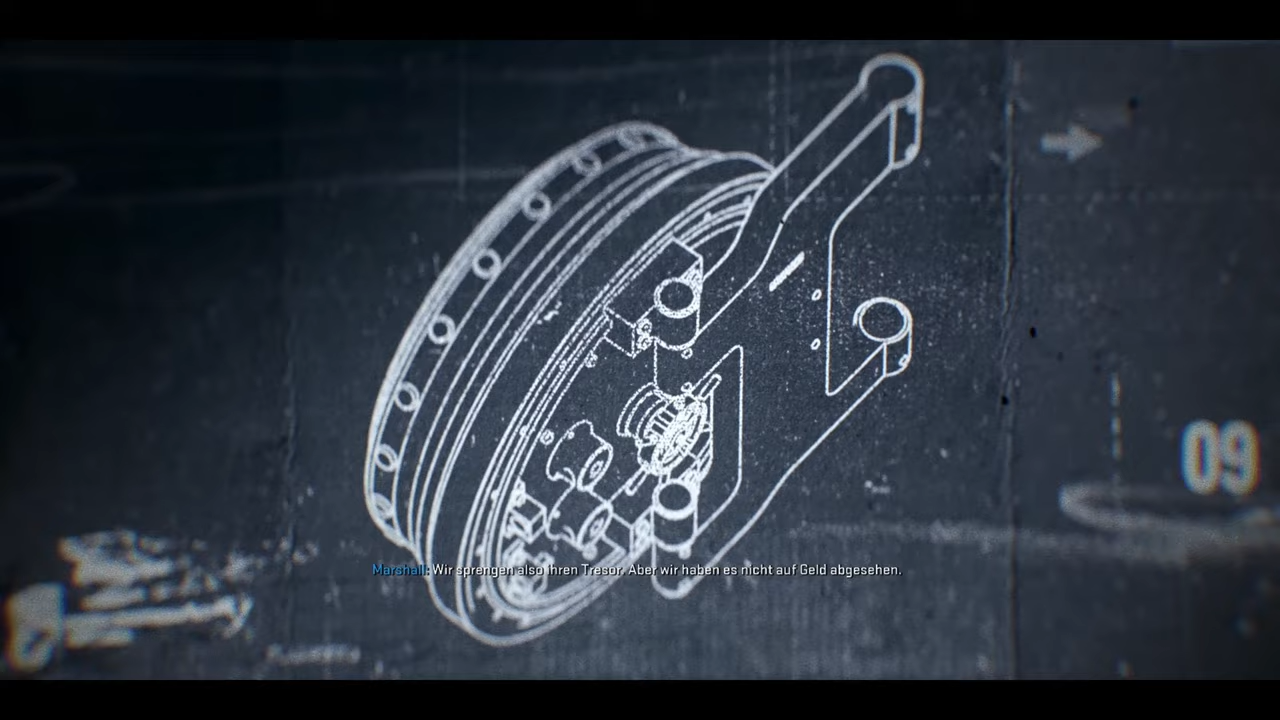 09
Marshall: Wir sprengen also ihren Tresor. Aber wir haben es nicht auf Geld abgesehen.